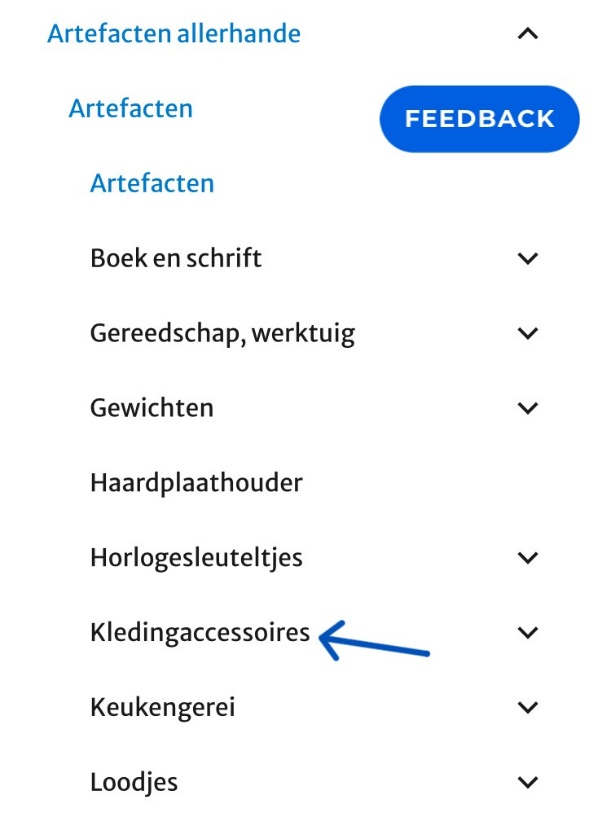 Artefacten allerhande
Artefacten
FEEDBACK
Artefacten
Boek en schrift
Gereedschap, werktuig
Gewichten
Haardplaathouder
Horlogesleuteltjes
Kledingaccessoires
Keukengerei
Loodjes